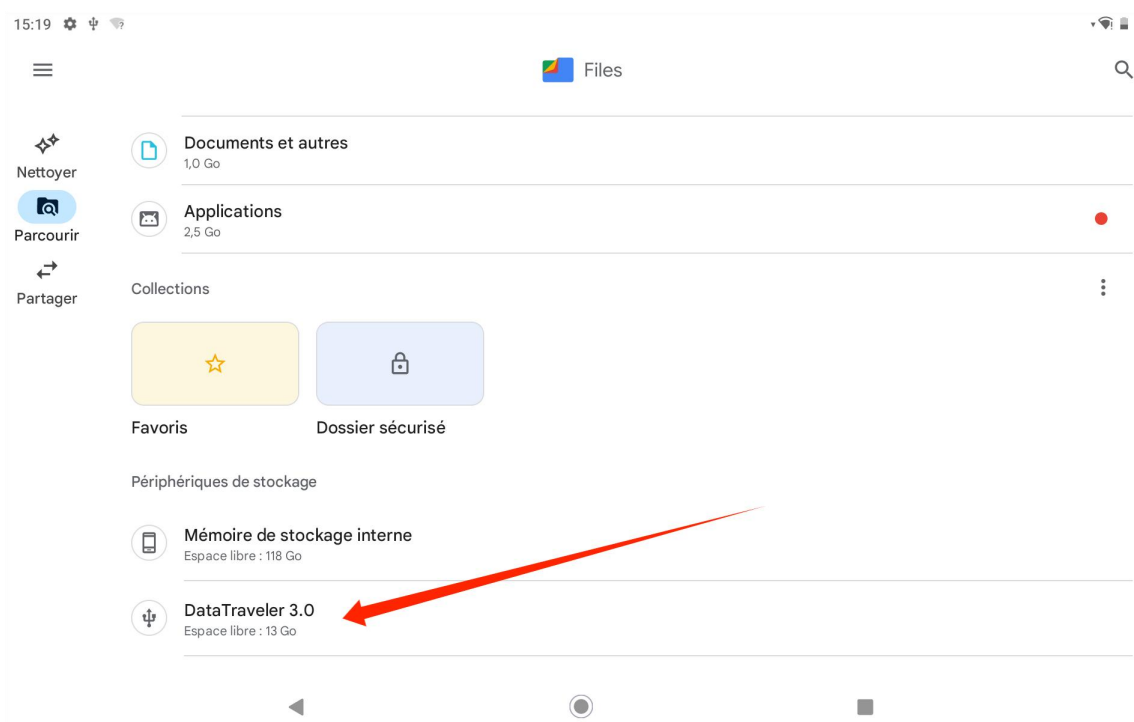 15:19
Files
Nettoyer
Parcourir
Partager
Documents et autres
1,0 Go
Applications
2,5 Go
Collections
Favoris
Dossier sécurisé
Périphériques de stockage
Mémoire de stockage interne
Espace libre : 118 Go
DataTraveler 3.0
Espace libre : 13 Go